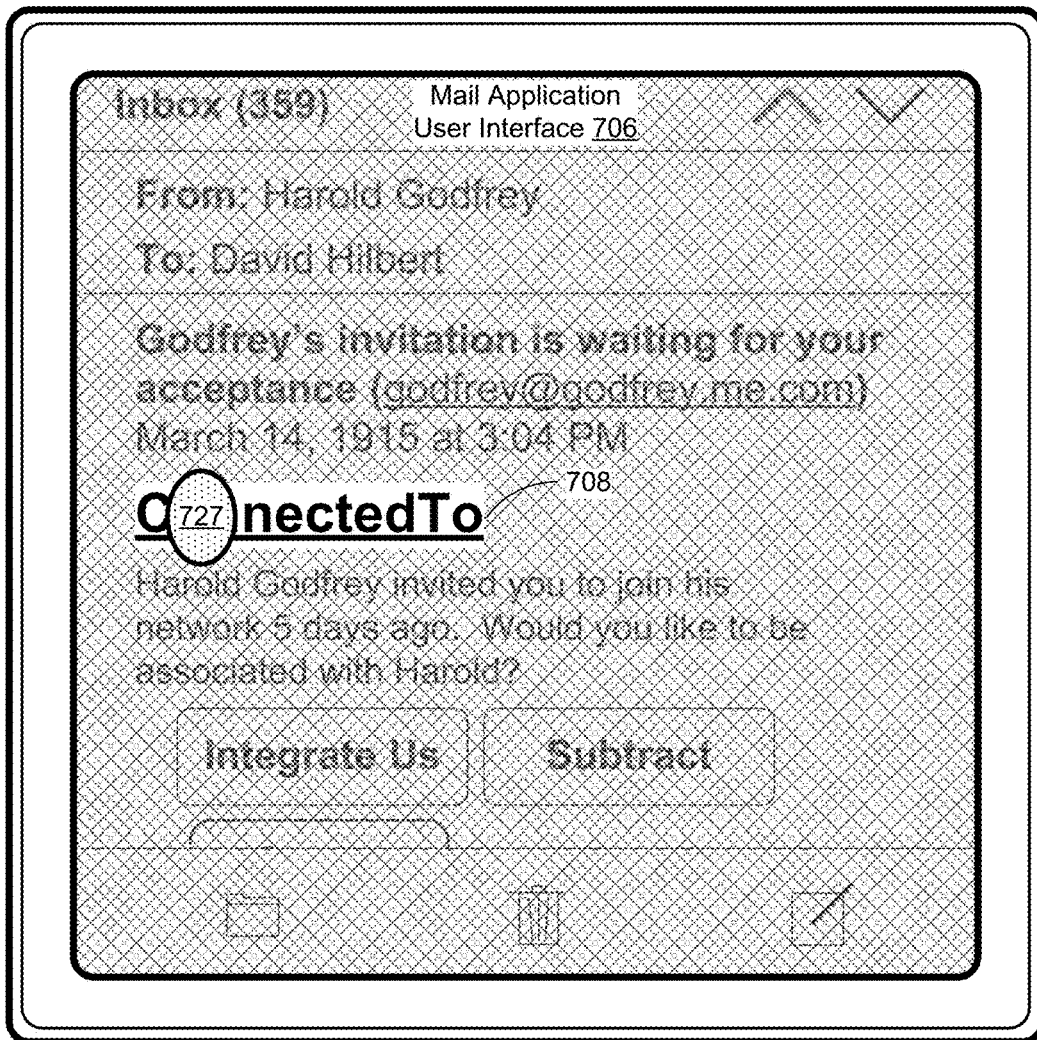 Inbox (359)
Mail Application
User Interface 706
From: Harold Godfrey
To: David Hilbert
Godfrey's invitation is waiting for your
acceptance (godfrey@godfrey.me.com)
March 14, 1915 at 3:04 PM
708
C727nectedTo
Harold Godfrey invited you to join his
network 5 days ago. Would you like to be
associated with Harold?
Integrate Us
Subtract